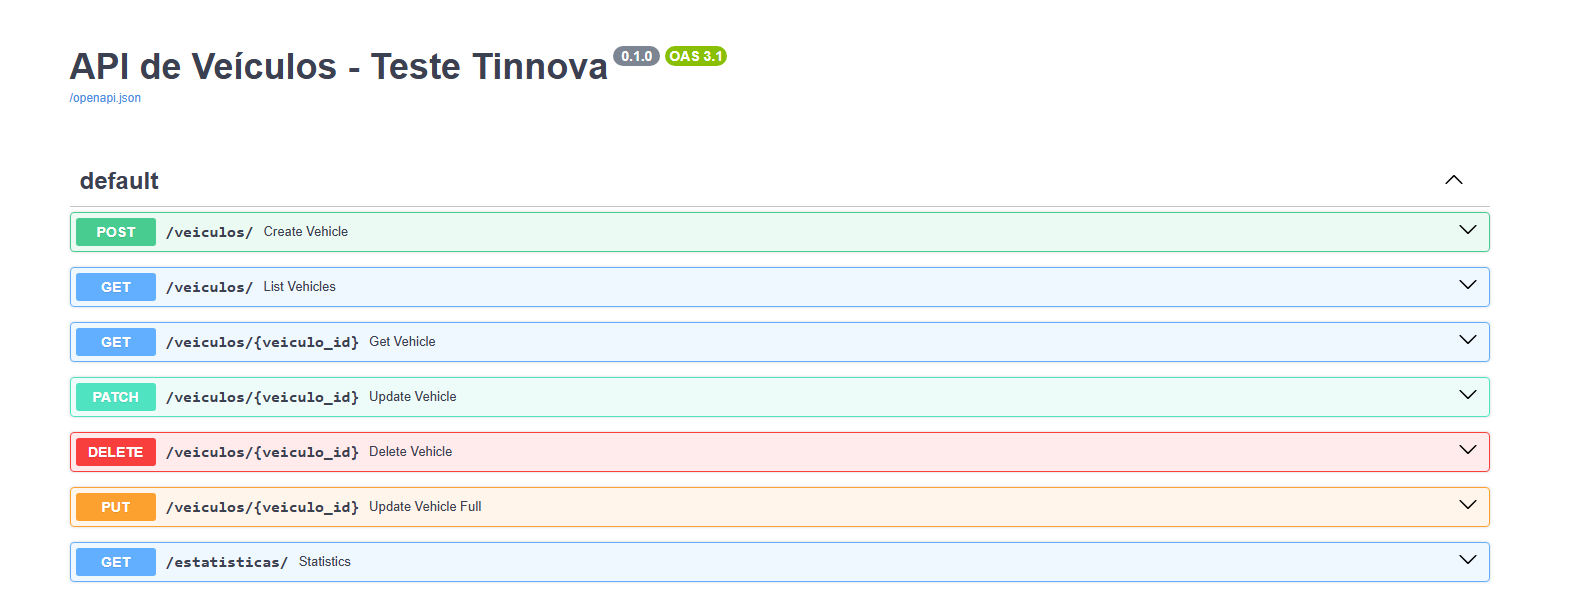 API de Veículos - Teste Tinnova 0.1.0 OAS 3.1
/openapi.json
default
POST /veiculos/ Create Vehicle
GET /veiculos/ List Vehicles
GET /veiculos/{veiculo_id} Get Vehicle
PATCH /veiculos/{veiculo_id} Update Vehicle
DELETE /veiculos/{veiculo_id} Delete Vehicle
PUT /veiculos/{veiculo_id} Update Vehicle Full
GET /estatisticas/ Statistics